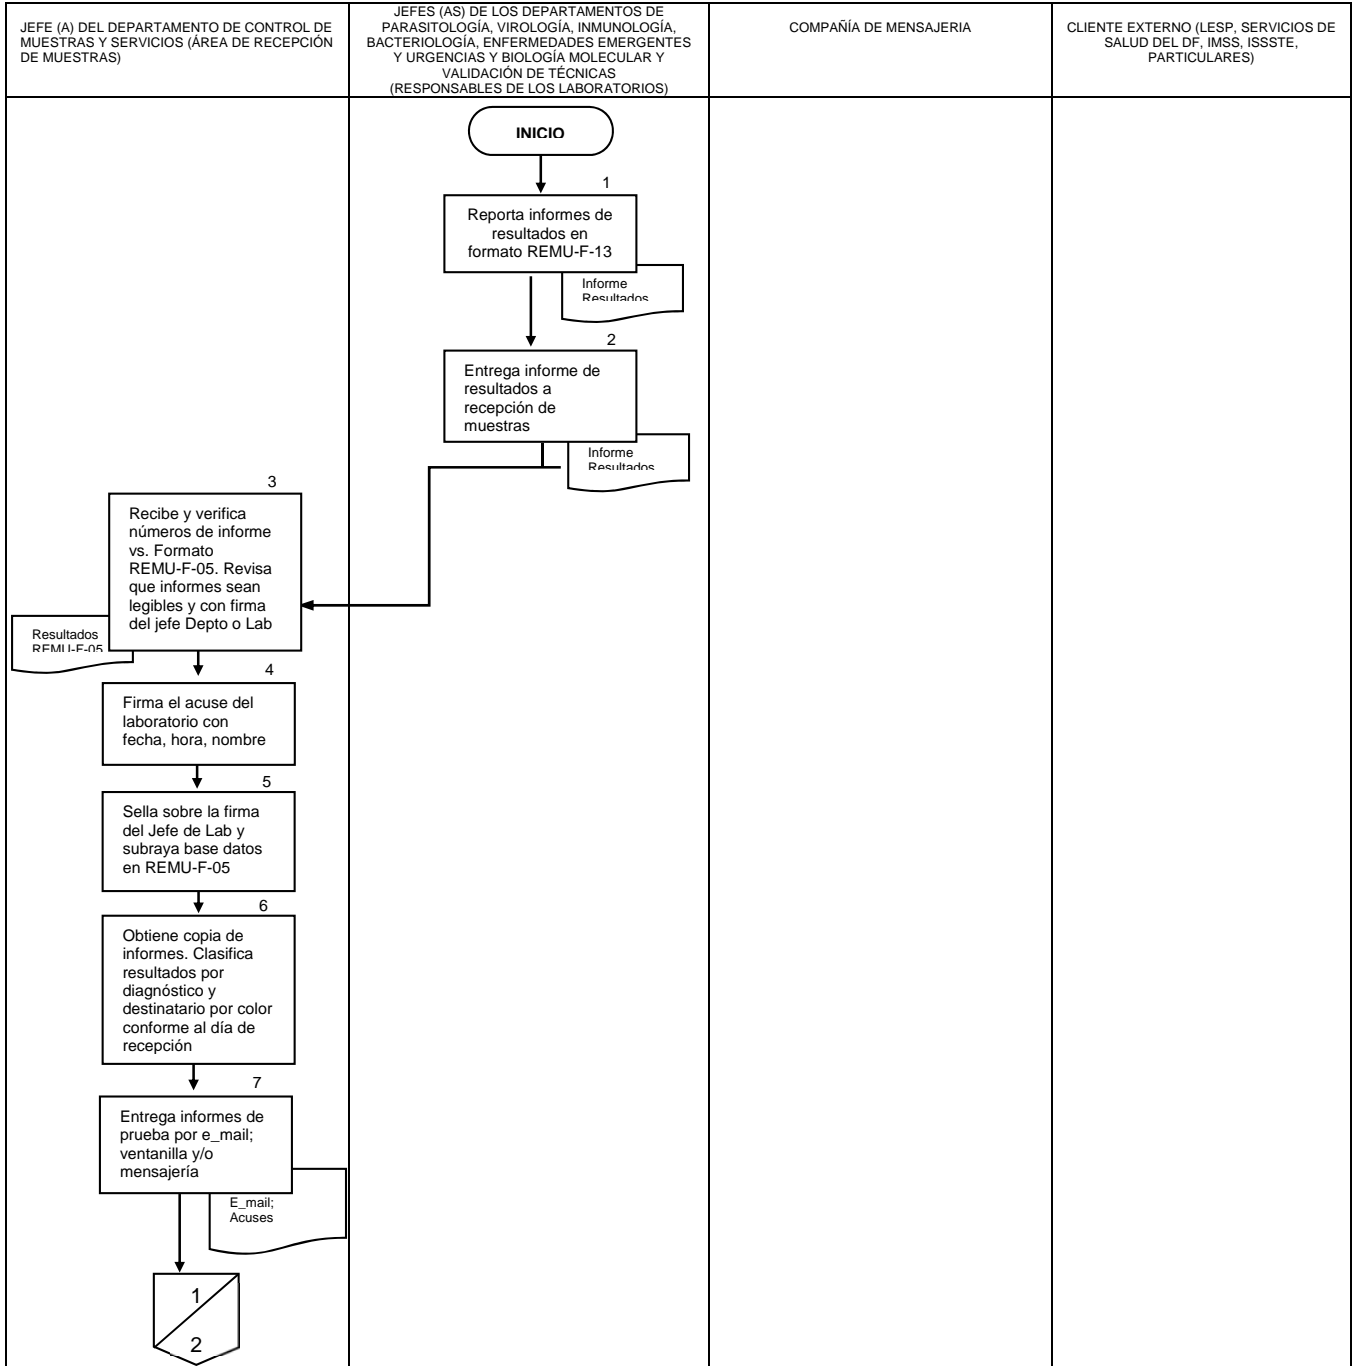 JEFE (A) DEL DEPARTAMENTO DE CONTROL DE
MUESTRAS Y SERVICIOS (ÁREA DE RECEPCIÓN
DE MUESTRAS)
JEFES (AS) DE LOS DEPARTAMENTOS DE
PARASITOLOGÍA, VIROLOGÍA, INMUNOLOGÍA,
BACTERIOLOGÍA, ENFERMEDADES EMERGENTES
Y URGENCIAS Y BIOLOGÍA MOLECULAR Y
VALIDACIÓN DE TÉCNICAS
(RESPONSABLES DE LOS LABORATORIOS)
COMPAÑÍA DE MENSAJERIA
CLIENTE EXTERNO (LESP, SERVICIOS DE
SALUD DEL DF, IMSS, ISSSTE,
PARTICULARES)
INICIO
1
Reporta informes de
resultados en
formato REMU-F-13
Informe
Resultados
2
Entrega informe de
resultados a
recepción de
muestras
Informe
Resultados
3
Recibe y verifica
números de informe
vs. Formato
REMU-F-05. Revisa
que informes sean
legibles y con firma
del jefe Depto o Lab
Resultados
REMU-F-05
4
Firma el acuse del
laboratorio con
fecha, hora, nombre
5
Sella sobre la firma
del Jefe de Lab y
subraya base datos
en REMU-F-05
6
Obtiene copia de
informes. Clasifica
resultados por
diagnóstico y
destinatario por color
conforme al día de
recepción
7
Entrega informes de
prueba por e_mail;
ventanilla y/o
mensajería
E_mail;
Acuses
1
2